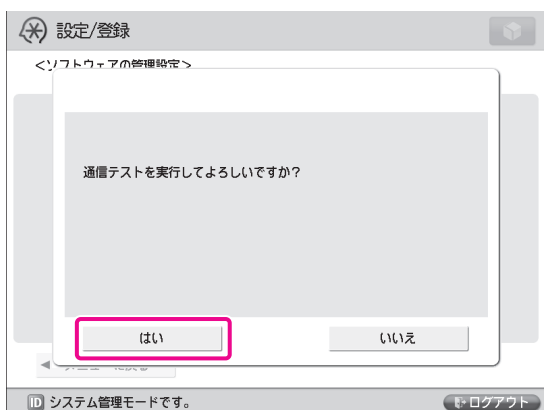 設定/登録
<ソフトウェアの管理設定>
通信テストを実行してよろしいですか?
はい
いいえ
ID システム管理モードです。
ログアウト